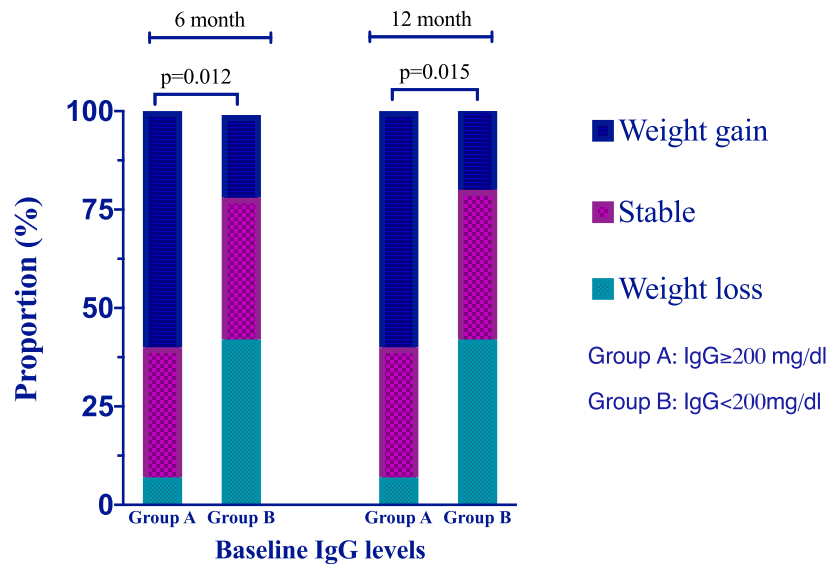 6 month
12 month
p=0.012
p=0.015
100
75
50
25
0
Proportion (%)
Group A
Group B
Group A
Group B
Baseline IgG levels
Weight gain
Stable
Weight loss
Group A: IgG≥200 mg/dl
Group B: IgG<200mg/dl